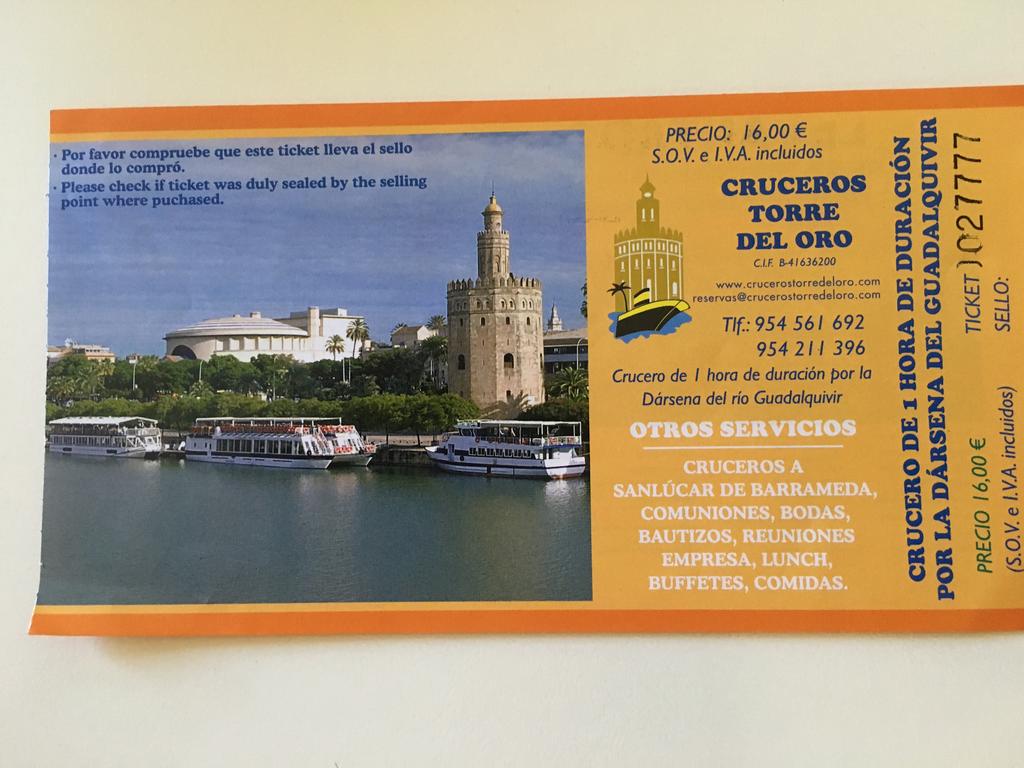 · Por favor compruebe que este ticket lleva el sello
donde lo compró.
· Please check if ticket was duly sealed by the selling
point where puchased.
PRECIO: 16,00 €
S.O.V. e I.V.A. incluidos
CRUCEROS
TORRE
DEL ORO
C.I.F. B-41636200
www.crucerostorredeloro.com
reservas@crucerostorredeloro.com
Tlf.: 954 561 692
954 211 396
Crucero de 1 hora de duración por la
Dársena del río Guadalquivir
OTROS SERVICIOS
CRUCEROS A
SANLÚCAR DE BARRAMEDA,
COMUNIONES, BODAS,
BAUTIZOS, REUNIONES
EMPRESA, LUNCH,
BUFFETES, COMIDAS.
CRUCERO DE 1 HORA DE DURACIÓN
POR LA DÁRSENA DEL GUADALQUIVIR
PRECIO 16,00 € TICKET 027777
(S.O.V. e I.V.A. incluidos) SELLO: